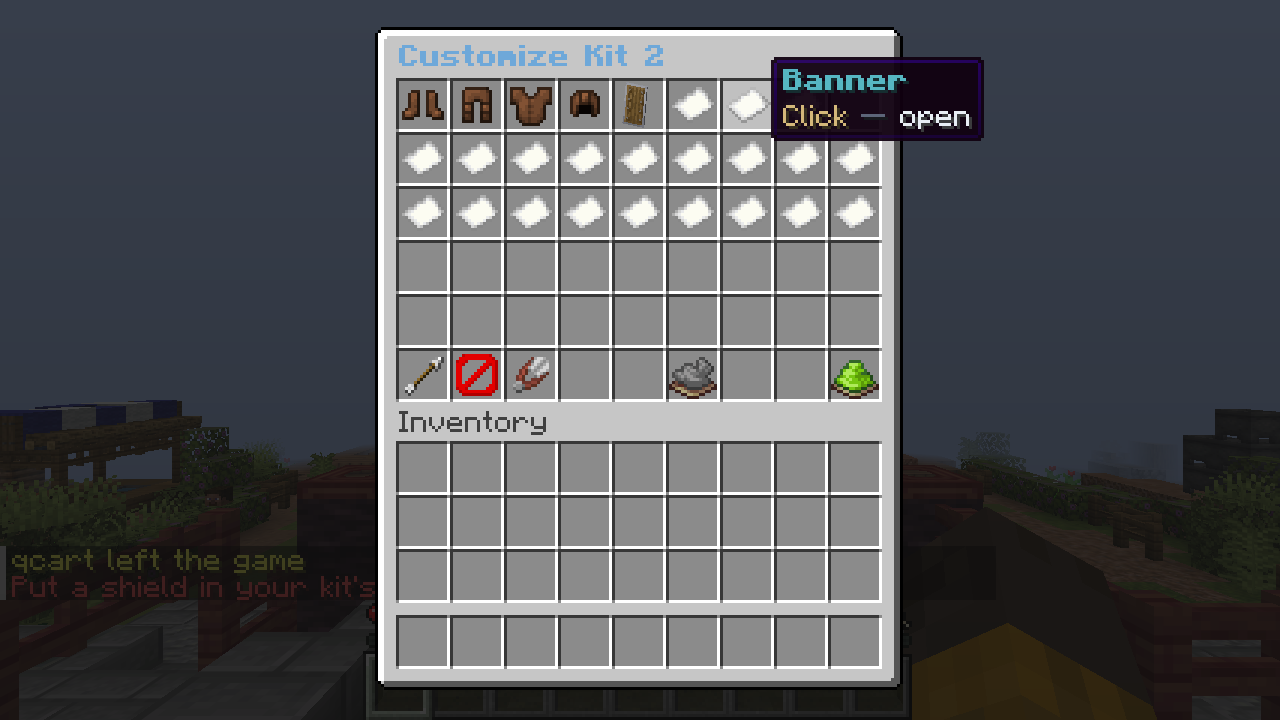 Customize Kit 2
Banner
Click — open
Inventory
qcart left the game
Put a shield in your kit's